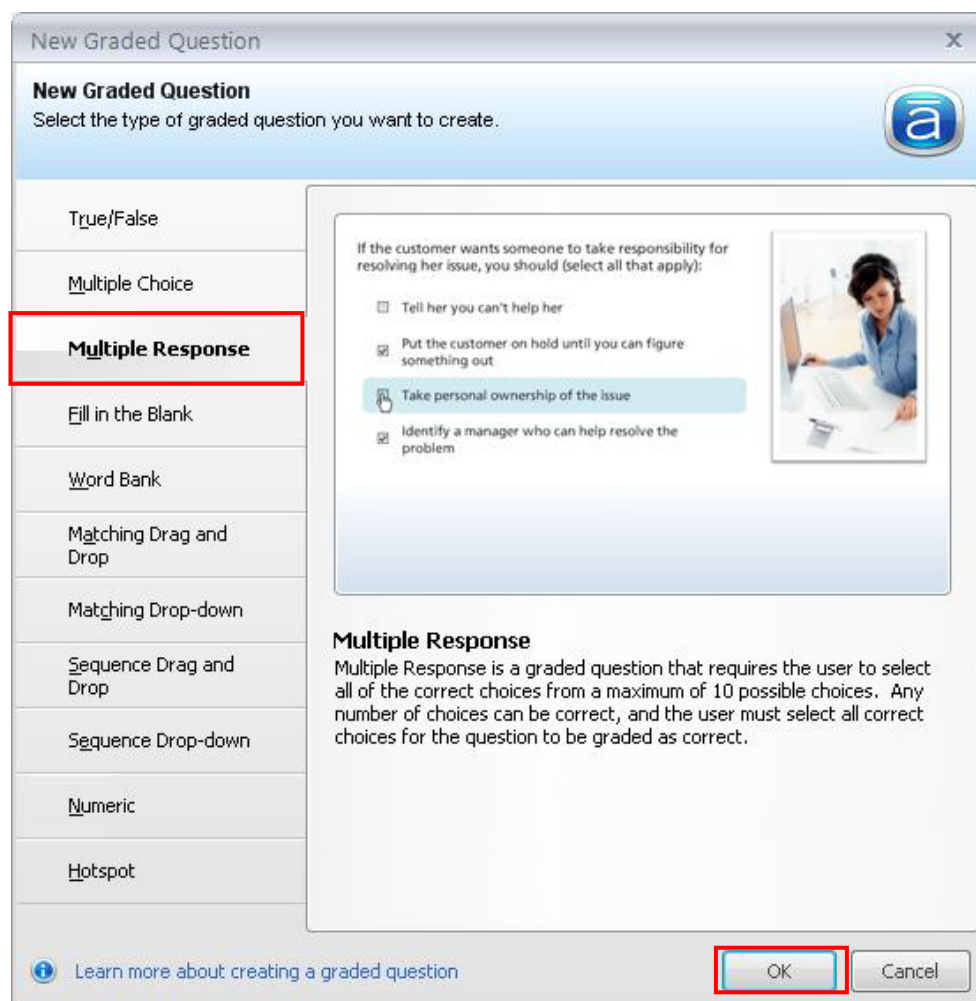 New Graded Question
x
New Graded Question
Select the type of graded question you want to create.
ā
True/False
Multiple Choice
Multiple Response
Fill in the Blank
Word Bank
Matching Drag and
Drop
Matching Drop-down
Sequence Drag and
Drop
Sequence Drop-down
Numeric
Hotspot
If the customer wants someone to take responsibility for
resolving her issue, you should (select all that apply):
Tell her you can't help her
Put the customer on hold until you can figure
something out
Take personal ownership of the issue
Identify a manager who can help resolve the
problem
Multiple Response
Multiple Response is a graded question that requires the user to select
all of the correct choices from a maximum of 10 possible choices. Any
number of choices can be correct, and the user must select all correct
choices for the question to be graded as correct.
Learn more about creating a graded question
OK
Cancel